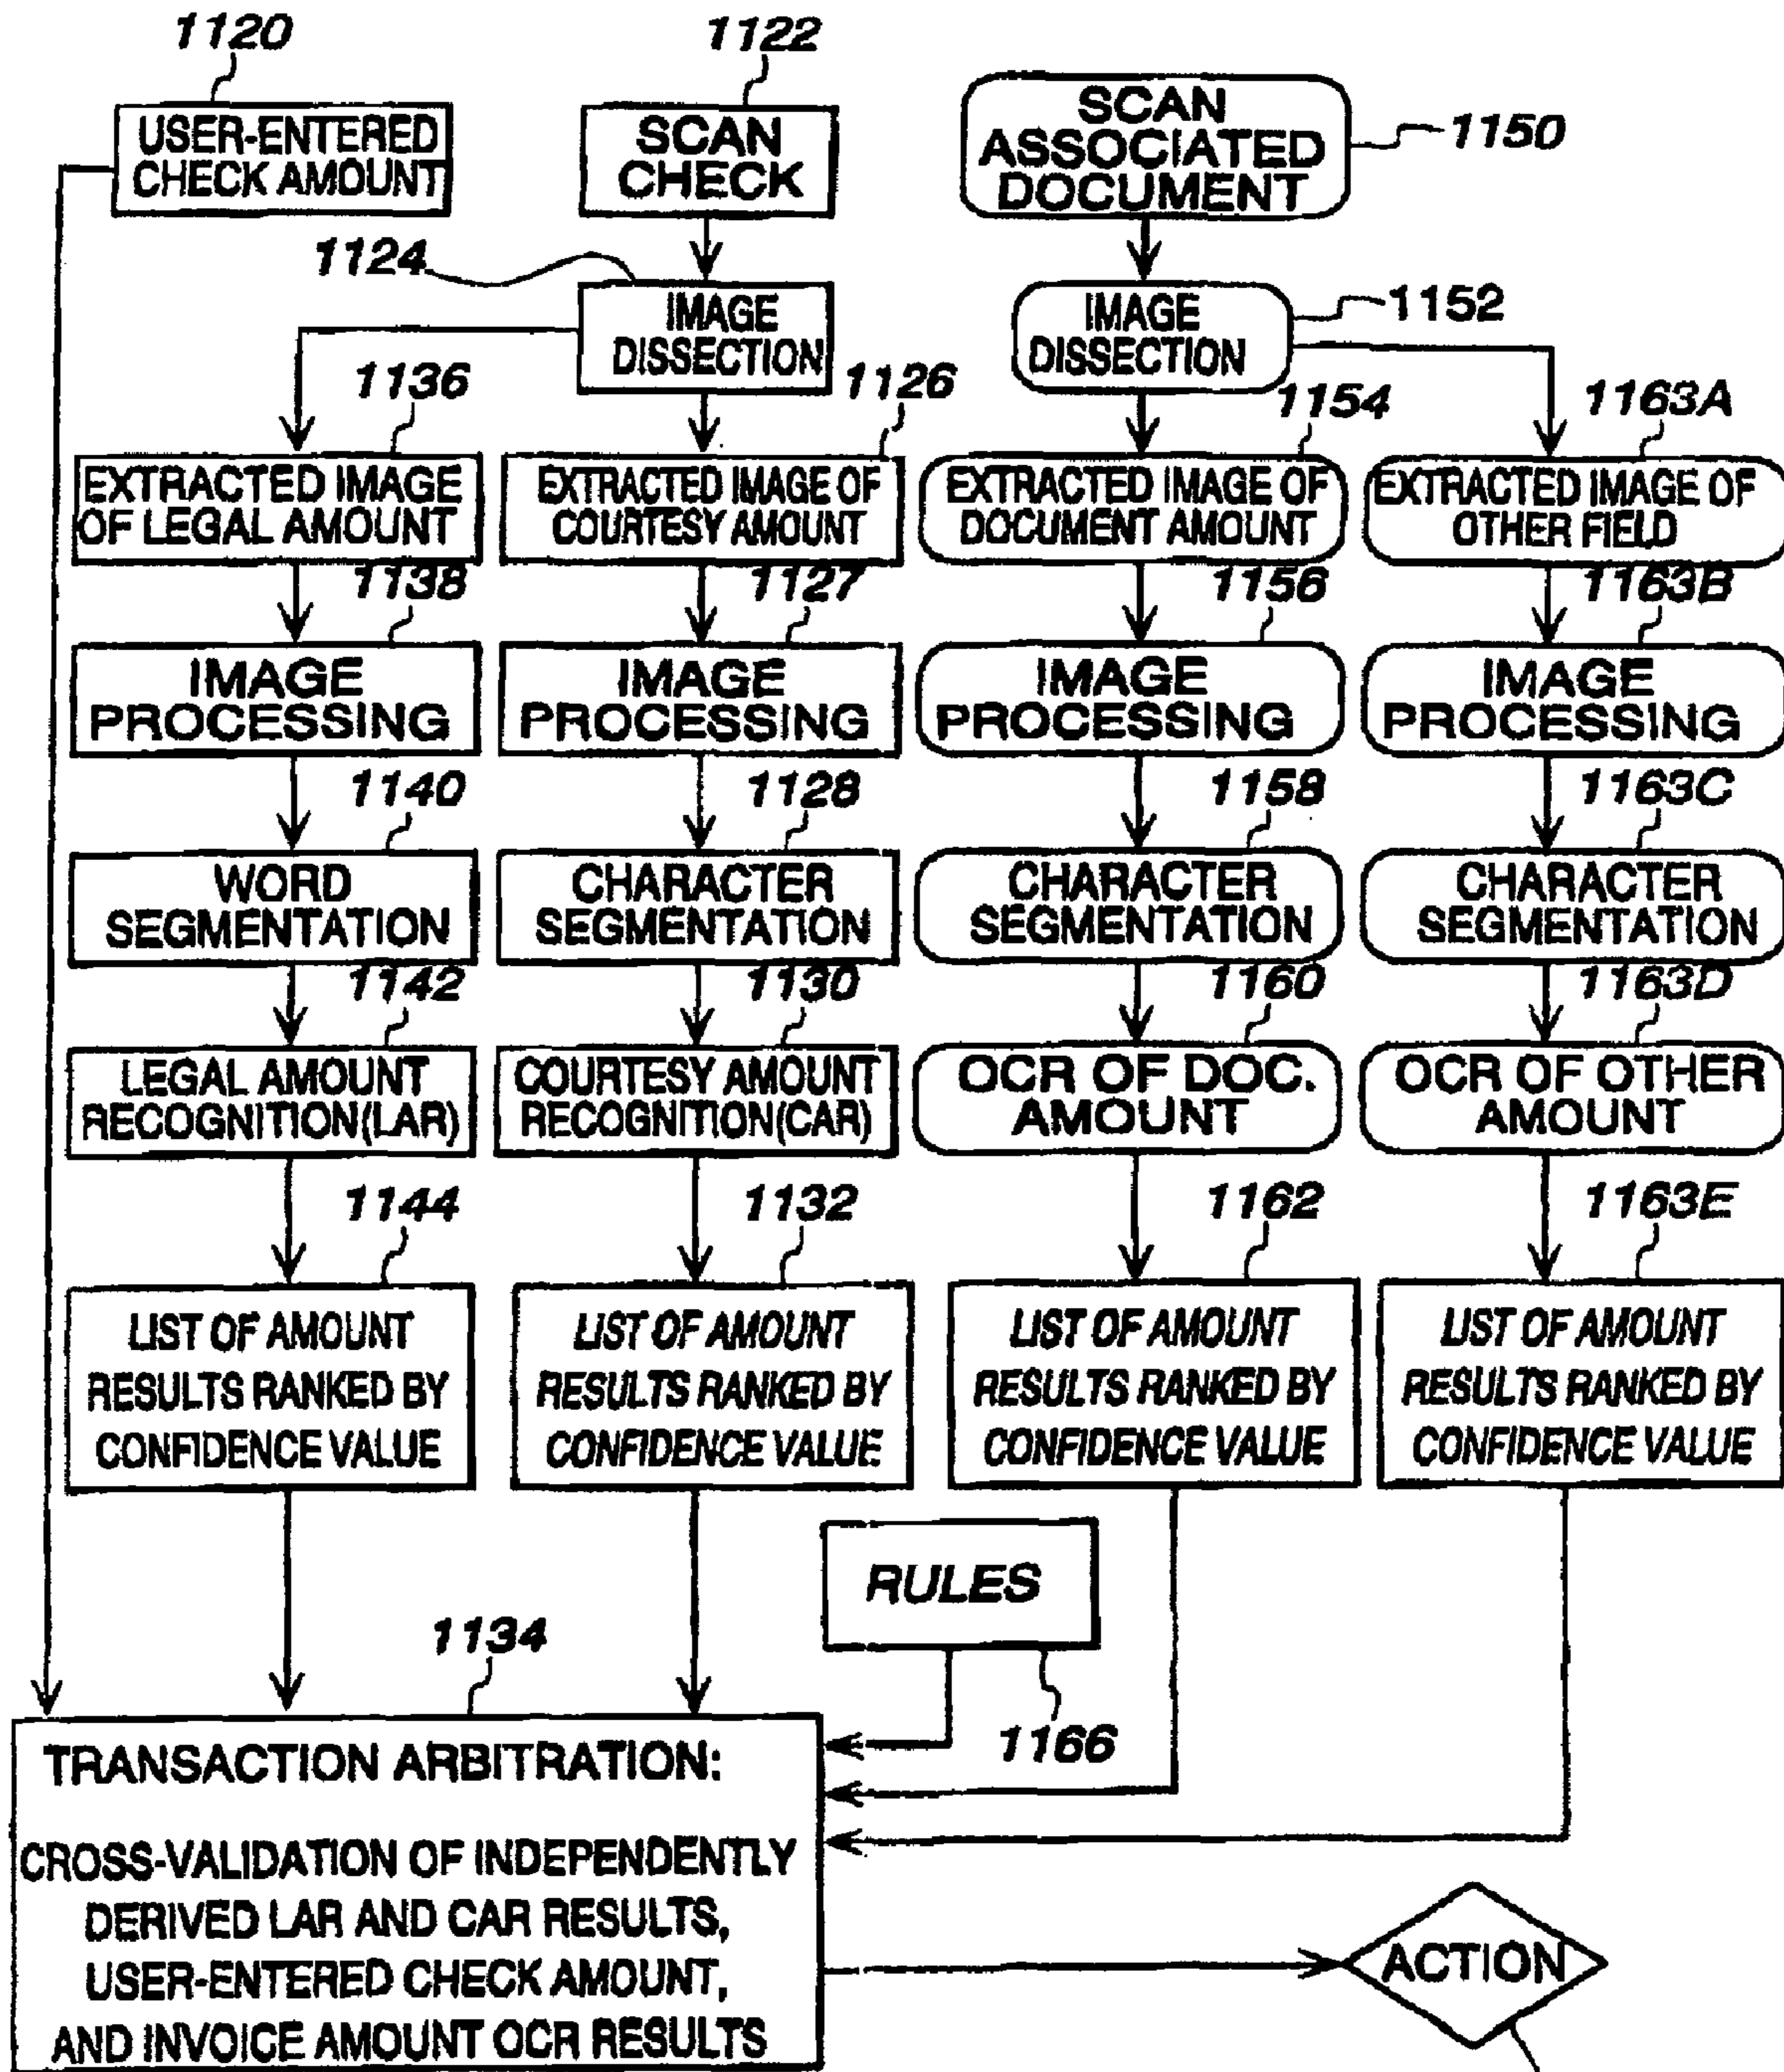 1120
1122
USER-ENTERED
CHECK AMOUNT
SCAN
CHECK
SCAN
ASSOCIATED
DOCUMENT
1150
1124
IMAGE
DISSECTION
IMAGE
DISSECTION
1152
1136
1126
1154
1163A
EXTRACTED IMAGE
OF LEGAL AMOUNT
EXTRACTED IMAGE OF
COURTESY AMOUNT
EXTRACTED IMAGE OF
DOCUMENT AMOUNT
EXTRACTED IMAGE OF
OTHER FIELD
1138
1127
1156
1163B
IMAGE
PROCESSING
IMAGE
PROCESSING
IMAGE
PROCESSING
IMAGE
PROCESSING
1140
1128
1158
1163C
WORD
SEGMENTATION
CHARACTER
SEGMENTATION
CHARACTER
SEGMENTATION
CHARACTER
SEGMENTATION
1142
1130
1160
1163D
LEGAL AMOUNT
RECOGNITION(LAR)
COURTESY AMOUNT
RECOGNITION(CAR)
OCR OF DOC.
AMOUNT
OCR OF OTHER
AMOUNT
1144
1132
1162
1163E
LIST OF AMOUNT
RESULTS RANKED BY
CONFIDENCE VALUE
LIST OF AMOUNT
RESULTS RANKED BY
CONFIDENCE VALUE
LIST OF AMOUNT
RESULTS RANKED BY
CONFIDENCE VALUE
LIST OF AMOUNT
RESULTS RANKED BY
CONFIDENCE VALUE
RULES
1134
1166
TRANSACTION ARBITRATION:
CROSS-VALIDATION OF INDEPENDENTLY
DERIVED LAR AND CAR RESULTS,
USER-ENTERED CHECK AMOUNT,
AND INVOICE AMOUNT OCR RESULTS
ACTION